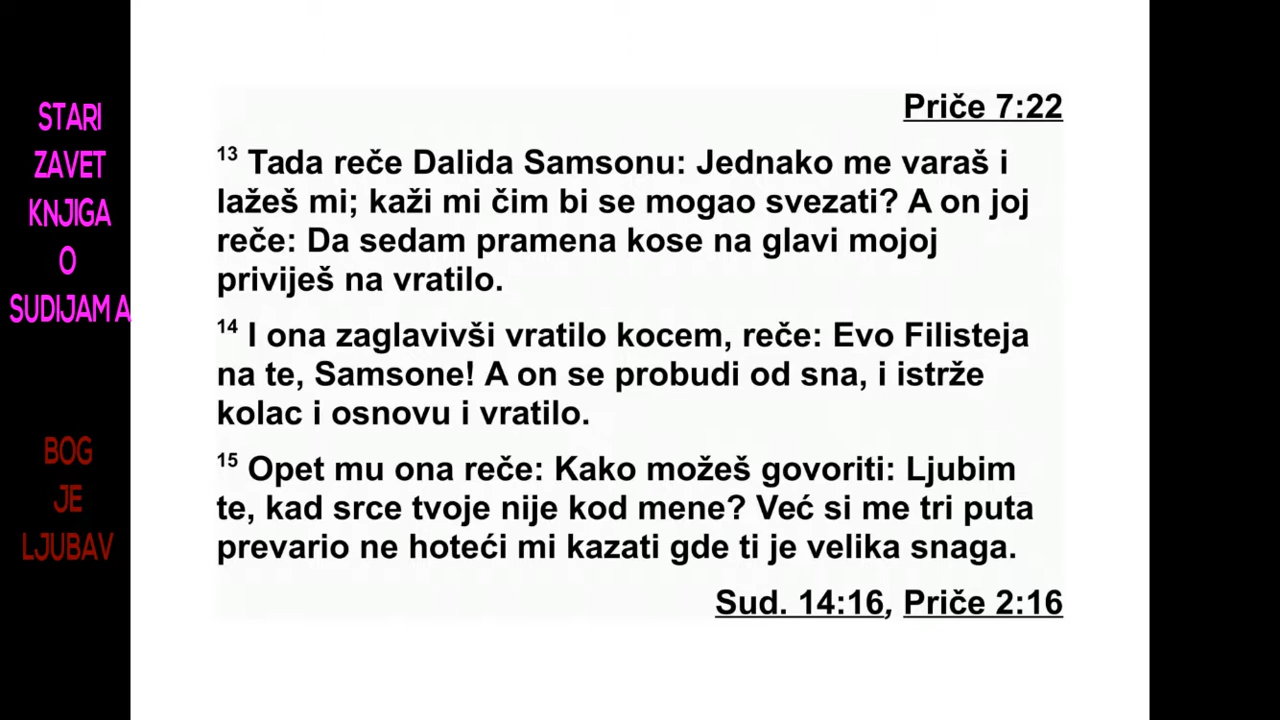 STARI
ZAVET
KNJIGA
O
SUDIJAMA
BOG
JE
LJUBAV
Priče 7:22
13 Tada reče Dalida Samsonu: Jednako me varaš i
lažeš mi; kaži mi čim bi se mogao svezati? A on joj
reče: Da sedam pramena kose na glavi mojoj
priviješ na vratilo.
14 I ona zaglavivši vratilo kocem, reče: Evo Filisteja
na te, Samsone! A on se probudi od sna, i istrže
kolac i osnovu i vratilo.
15 Opet mu ona reče: Kako možeš govoriti: Ljubim
te, kad srce tvoje nije kod mene? Već si me tri puta
prevario ne hoteći mi kazati gde ti je velika snaga.
Sud. 14:16, Priče 2:16